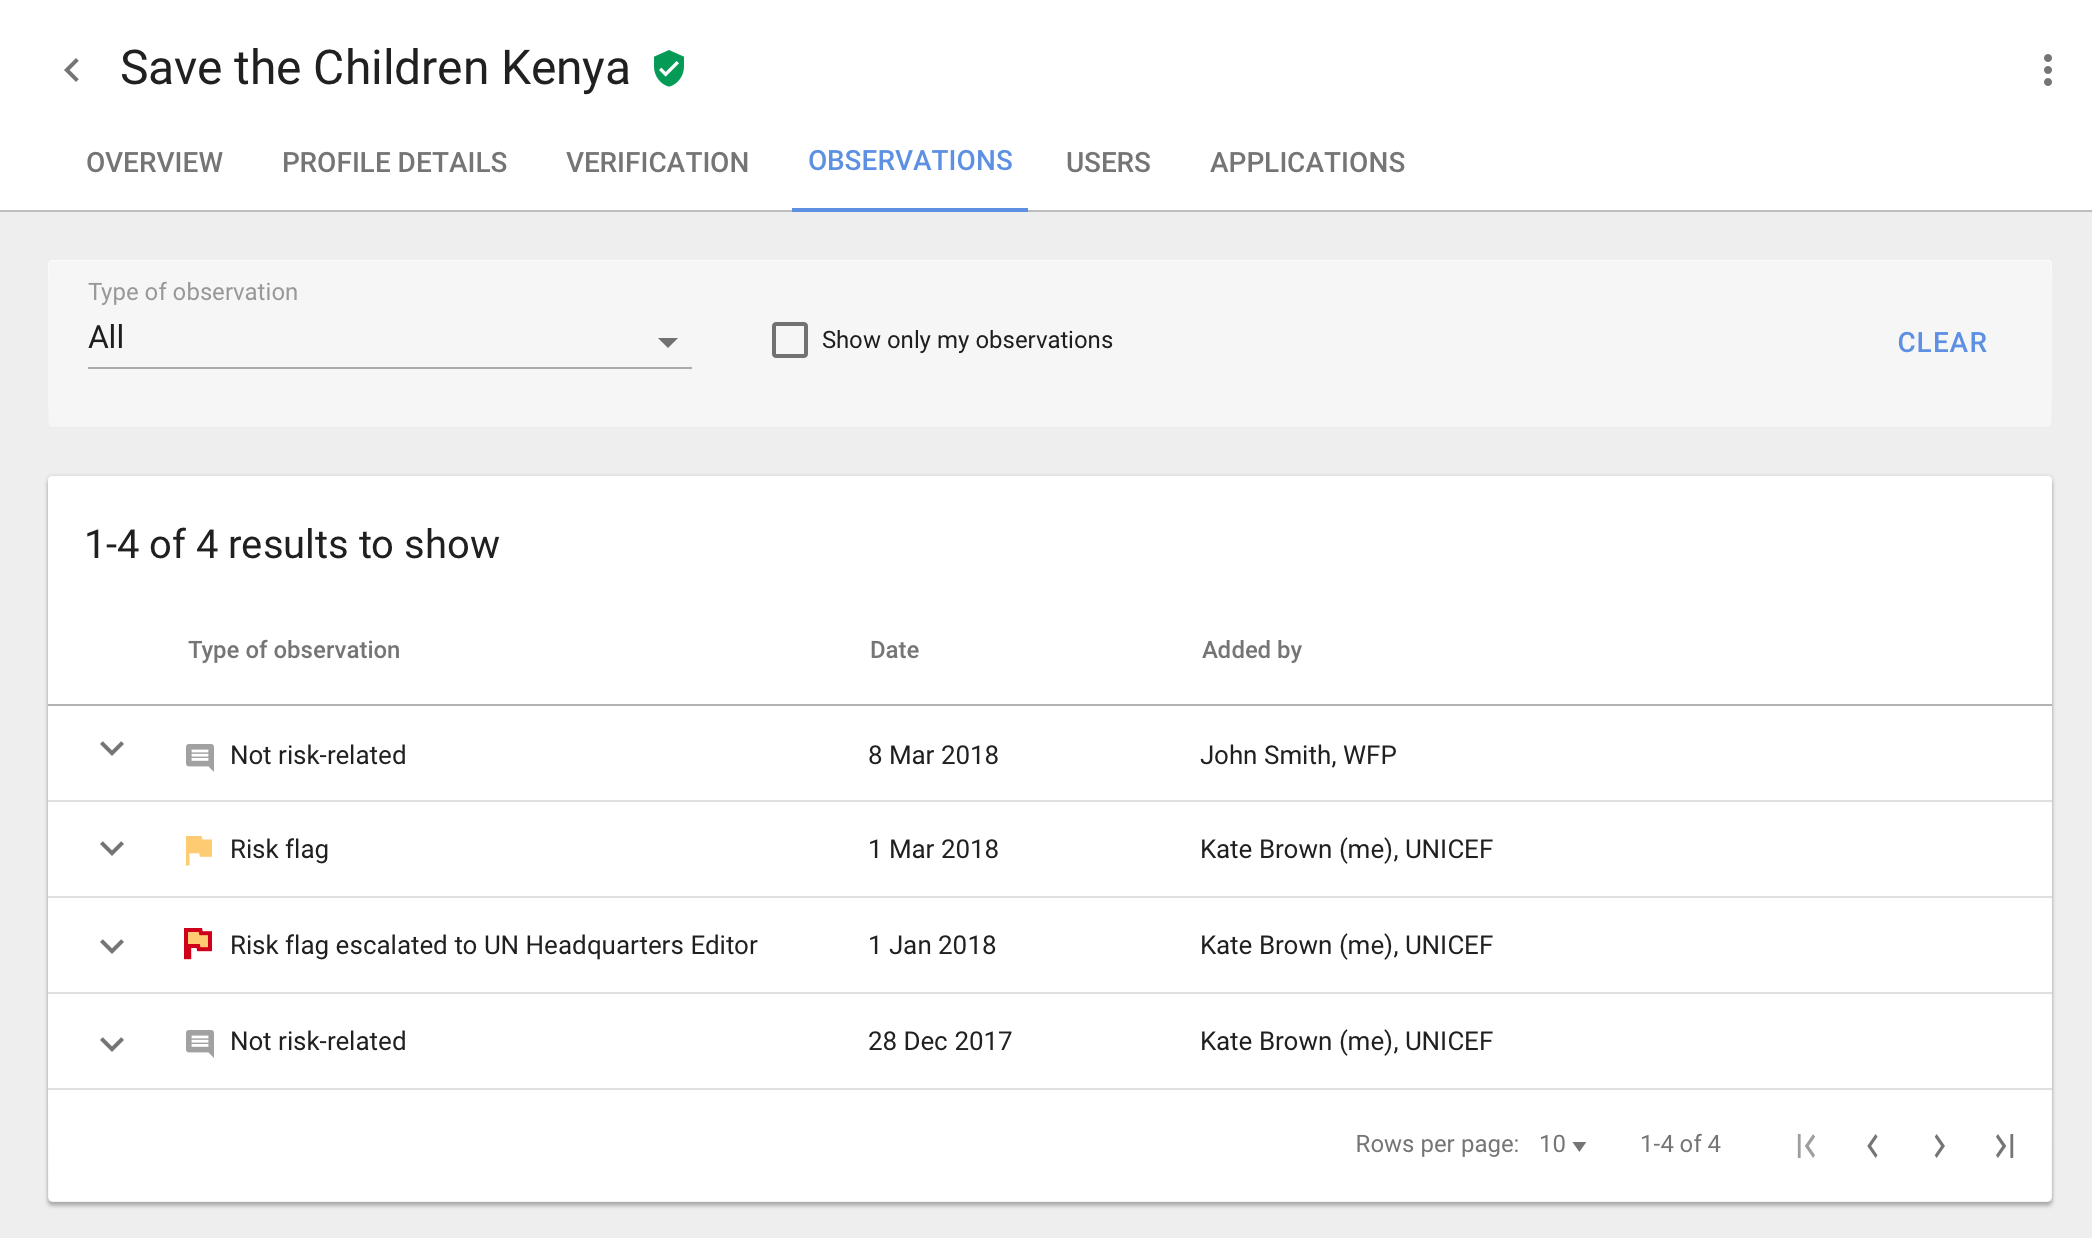 Save the Children Kenya
OVERVIEW PROFILE DETAILS VERIFICATION OBSERVATIONS USERS APPLICATIONS
Type of observation
All
Show only my observations
CLEAR
1-4 of 4 results to show
Type of observation Date Added by
Not risk-related 8 Mar 2018 John Smith, WFP
Risk flag 1 Mar 2018 Kate Brown (me), UNICEF
Risk flag escalated to UN Headquarters Editor 1 Jan 2018 Kate Brown (me), UNICEF
Not risk-related 28 Dec 2017 Kate Brown (me), UNICEF
Rows per page: 10 1-4 of 4